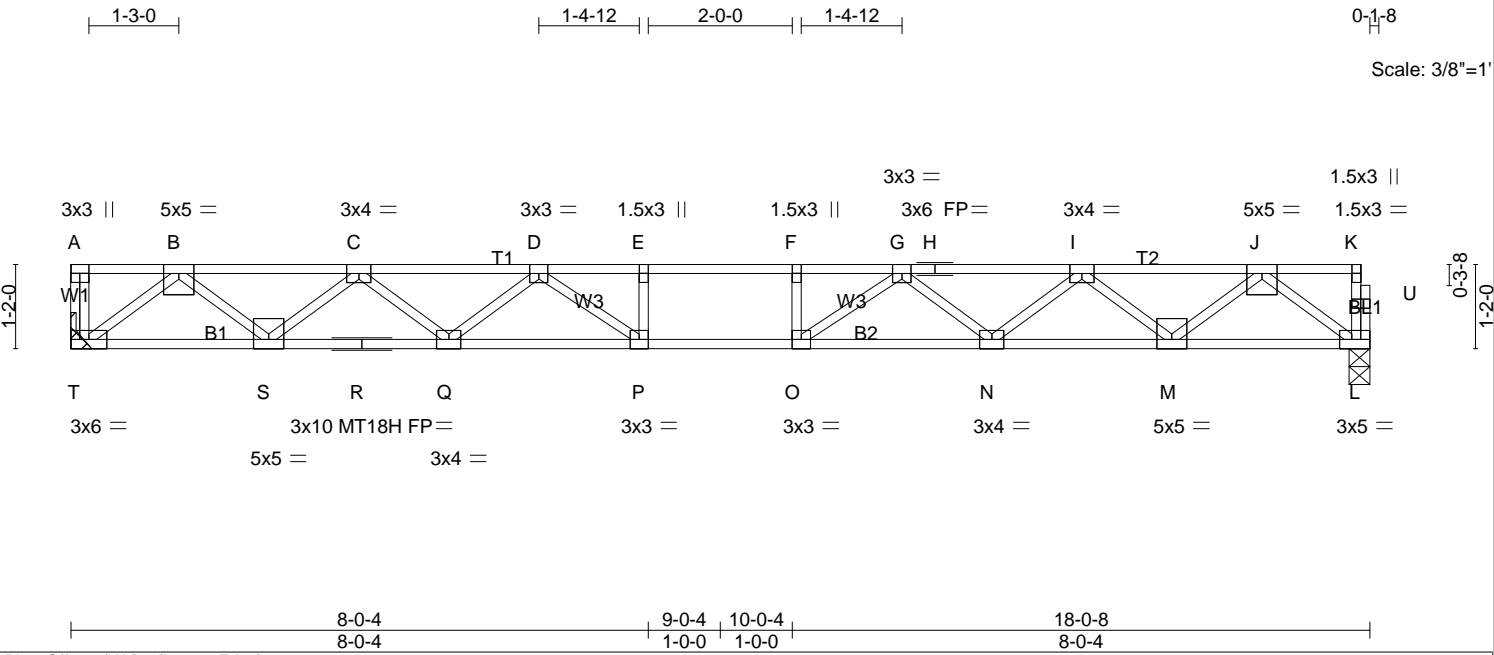 1-3-0 1-4-12 2-0-0 1-4-12 0-1-8
Scale: 3/8"=1'
3x3 = 1.5x3 ||
3x3 || 5x5 = 3x4 = 3x3 = 1.5x3 || 1.5x3 || 3x6 FP= 3x4 = 5x5 = 1.5x3 =
A B C D E F G H I J K
T1 T2
1-2-0 W1 W3 W3 U 0-3-8 1-2-0
B1 B2 BL1
T S R Q P O N M L
3x6 = 3x10 MT18H FP= 3x3 = 3x3 = 3x4 = 5x5 = 3x5 =
5x5 = 3x4 =
8-0-4 9-0-4 10-0-4 18-0-8
8-0-4 1-0-0 1-0-0 8-0-4